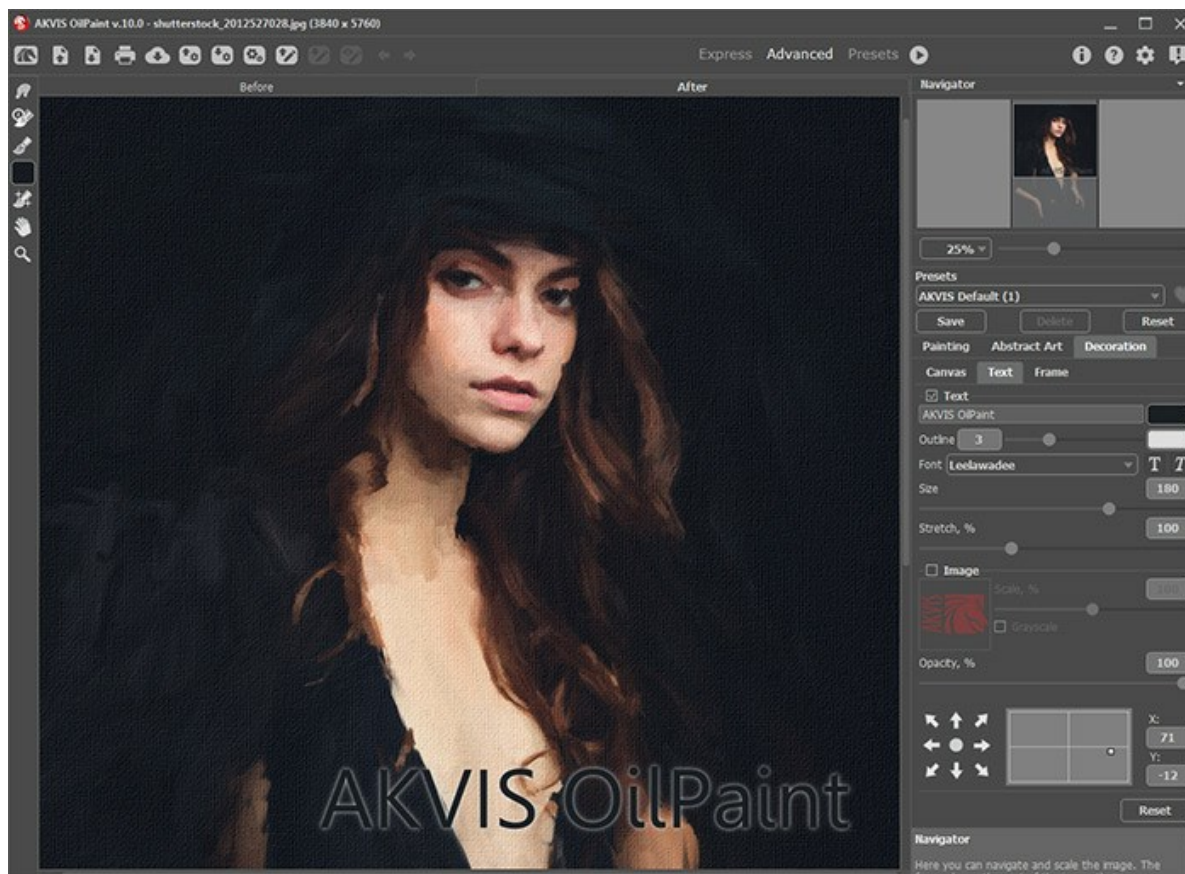 AKVIS OilPaint v.10.0 - shutterstock_2012527028.jpg (3840 x 5760)
Express Advanced Presets
Before After
Navigator
25%
Presets
AKVIS Default (1)
Save Delete Reset
Painting Abstract Art Decoration
Canvas Text Frame
Text
AKVIS OilPaint
Outline 3
Font Leelawadee T T
Size 180
Stretch, % 100
Image
Scale, % 100
AKVIS
Grayscale
Opacity, % 100
X:
71
Y:
-12
Reset
AKVIS OilPaint
Navigator
Here you can navigate and scale the image. The